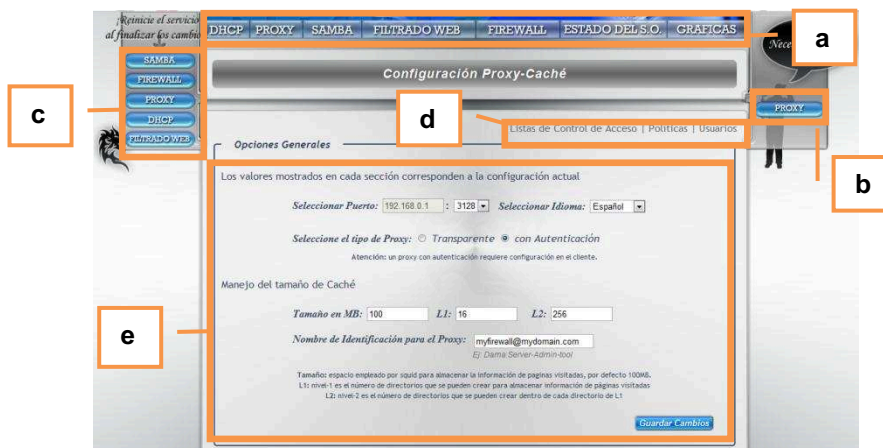 ¡Reinicie el servicio
al finalizar los cambio
DHCP PROXY SAMBA FILTRADO WEB FIREWALL ESTADO DEL S.O. GRAFICAS
a
Nece
SAMBA
FIREWALL
PROXY
DHCP
FILTRADO WEB
c
Configuración Proxy-Caché
PROXY
d
Listas de Control de Acceso | Políticas | Usuarios
b
Opciones Generales
Los valores mostrados en cada sección corresponden a la configuración actual
Seleccionar Puerto: 192.168.0.1 : 3128 Seleccionar Idioma: Español
Seleccione el tipo de Proxy: Transparente con Autenticación
Atención: un proxy con autenticación requiere configuración en el cliente.
Manejo del tamaño de Caché
Tamaño en MB: 100 L1: 16 L2: 256
e
Nombre de Identificación para el Proxy: myfirewall@mydomain.com
Ej: Dama Server-Admin-tool
Tamaño: espacio empleado por squid para almacenar la información de paginas visitadas, por defecto 100MB.
L1: nivel-1 es el número de directorios que se pueden crear para almacenar información de páginas visitadas
L2: nivel-2 es el número de directorios que se pueden crear dentro de cada directorio de L1
Guardar Cambios